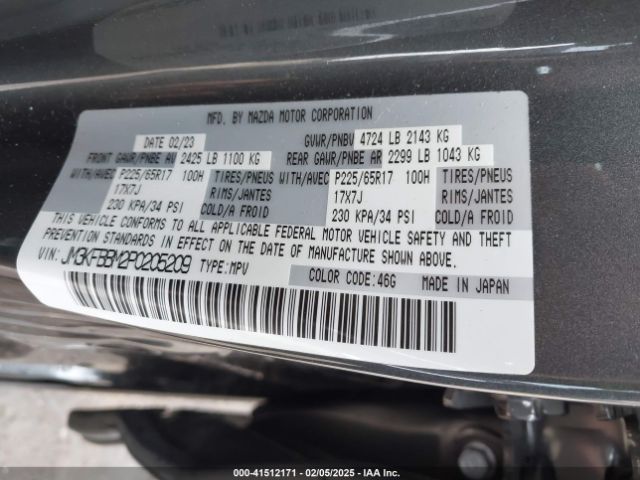 MFD. BY MAZDA MOTOR CORPORATION
DATE 02/23 GVWR/PNBV 4724 LB 2143 KG
FRONT GAWR/PNBE AV 2425 LB 1100 KG REAR GAWR/PNBE AR 2299 LB 1043 KG
WITH/AVEC P225/65R17 100H TIRES/PNEUS WITH/AVEC P225/65R17 100H TIRES/PNEUS
17X7J RIMS/JANTES 17X7J RIMS/JANTES
230 KPA/34 PSI COLD/A FROID 230 KPA/34 PSI COLD/A FROID
THIS VEHICLE CONFORMS TO ALL APPLICABLE FEDERAL MOTOR VEHICLE SAFETY AND THEFT
PREVENTION STANDARDS IN EFFECT ON THE DATE OF MANUFACTURE SHOWN ABOVE.
VIN: JM3KFBBM2P0205209 TYPE: MPV COLOR CODE: 46G MADE IN JAPAN
000-41512171 - 02/05/2025 - IAA Inc.